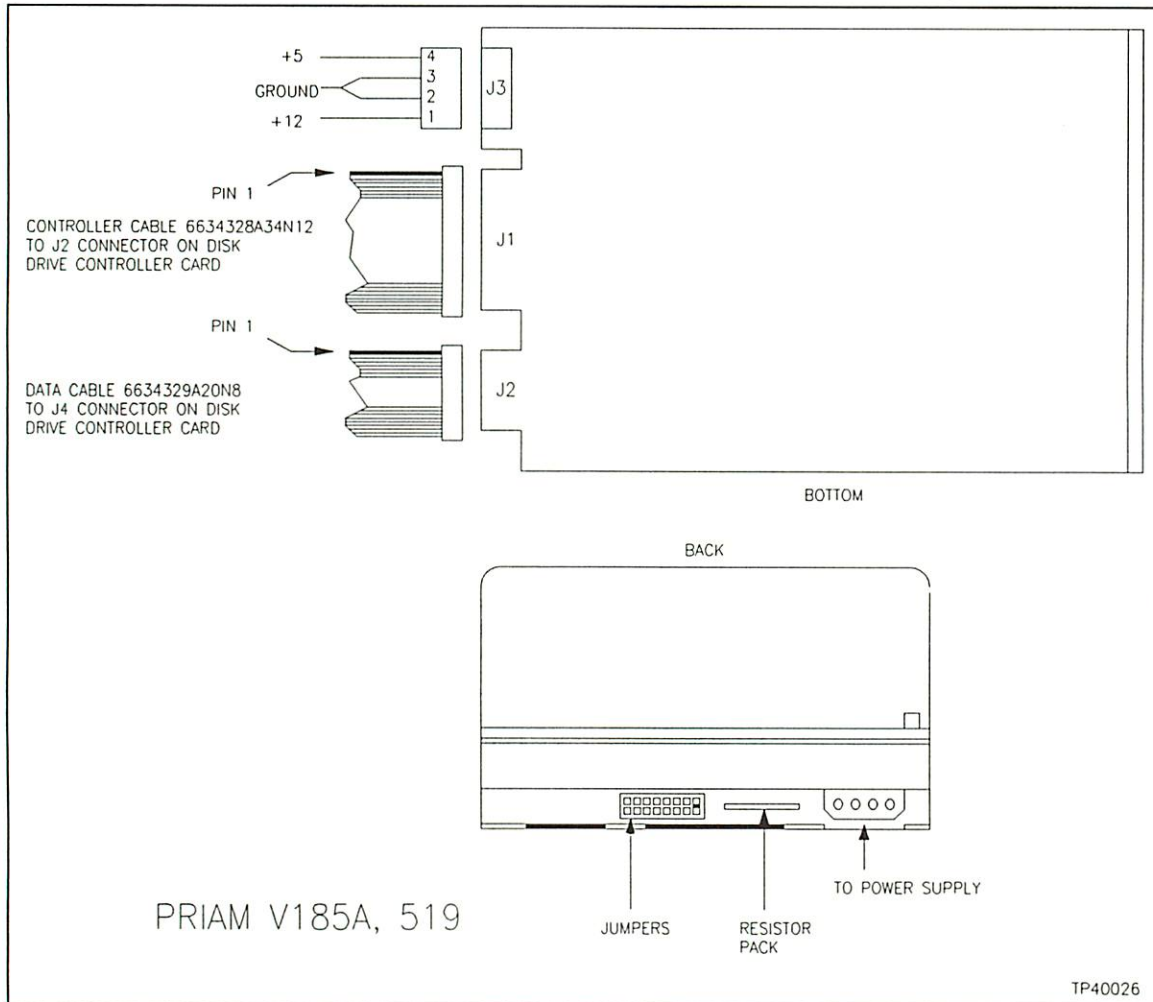 +5
4
3
GROUND
2
+12
1
J3
PIN 1
CONTROLLER CABLE 6634328A34N12
TO J2 CONNECTOR ON DISK
DRIVE CONTROLLER CARD
J1
PIN 1
DATA CABLE 6634329A20N8
TO J4 CONNECTOR ON DISK
DRIVE CONTROLLER CARD
J2
BOTTOM
BACK
TO POWER SUPPLY
PRIAM V185A, 519
JUMPERS
RESISTOR
PACK
TP40026